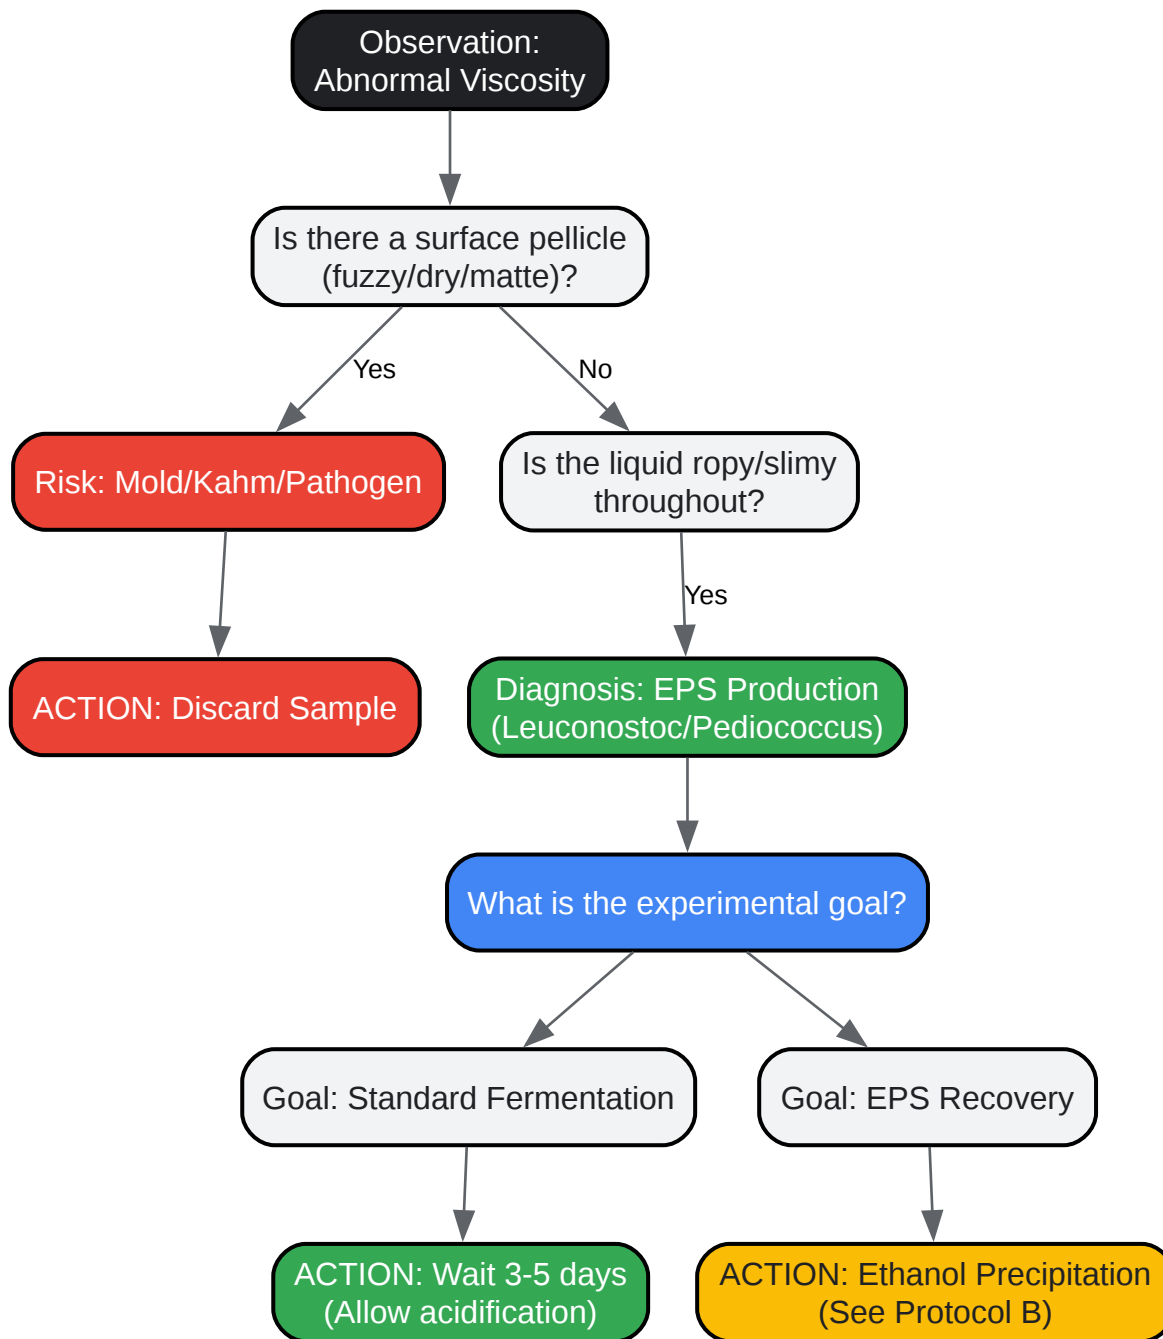 Observation:
Abnormal Viscosity
Is there a surface pellicle
(fuzzy/dry/matte)?
Yes
No
Risk: Mold/Kahm/Pathogen
Is the liquid ropy/slimy
throughout?
Yes
ACTION: Discard Sample
Diagnosis: EPS Production
(Leuconostoc/Pediococcus)
What is the experimental goal?
Goal: Standard Fermentation
Goal: EPS Recovery
ACTION: Wait 3-5 days
(Allow acidification)
ACTION: Ethanol Precipitation
(See Protocol B)